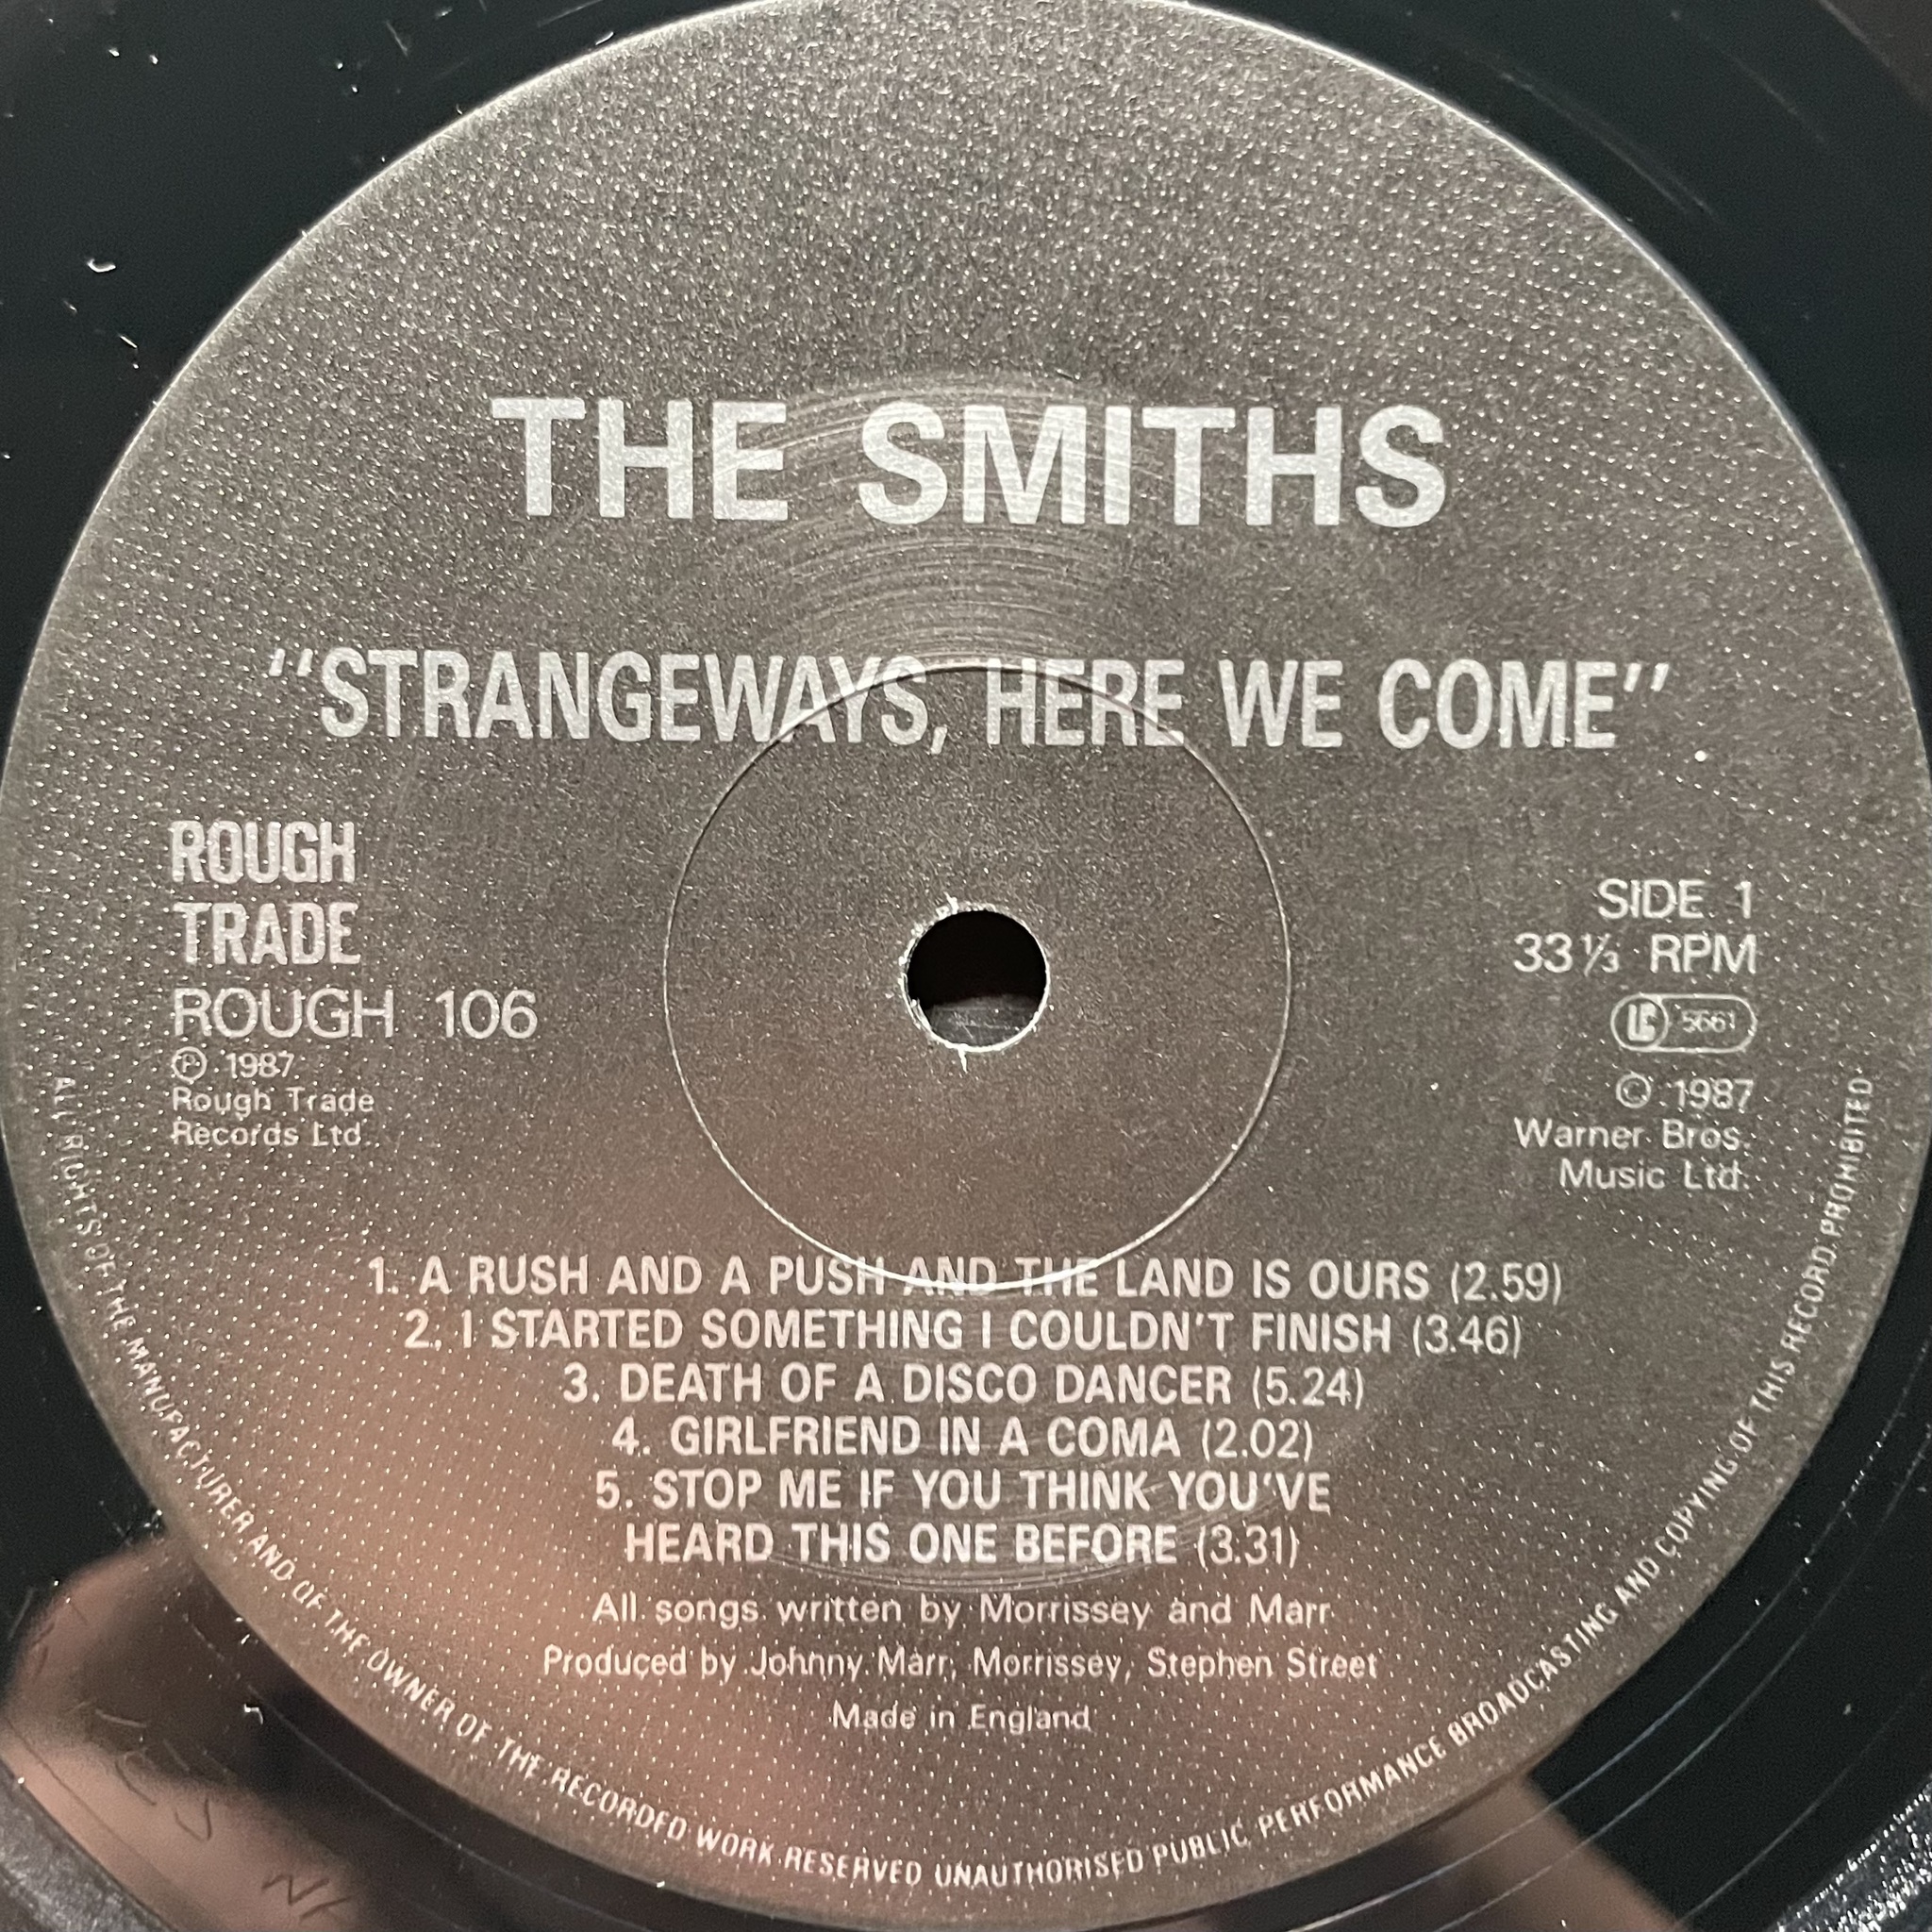 THE SMITHS
"STRANGEWAYS, HERE WE COME"
ROUGH
TRADE
ROUGH 106
℗ 1987
Rough Trade
Records Ltd.
SIDE 1
33⅓ RPM
LC 5661
© 1987
Warner Bros.
Music Ltd.
1. A RUSH AND A PUSH AND THE LAND IS OURS (2.59)
2. I STARTED SOMETHING I COULDN'T FINISH (3.46)
3. DEATH OF A DISCO DANCER (5.24)
4. GIRLFRIEND IN A COMA (2.02)
5. STOP ME IF YOU THINK YOU'VE
HEARD THIS ONE BEFORE (3.31)
All songs written by Morrissey and Marr
Produced by Johnny Marr, Morrissey, Stephen Street
Made in England
ALL RIGHTS OF THE MANUFACTURER AND OF THE OWNER OF THE RECORDED WORK RESERVED UNAUTHORISED PUBLIC PERFORMANCE BROADCASTING AND COPYING OF THIS RECORD PROHIBITED